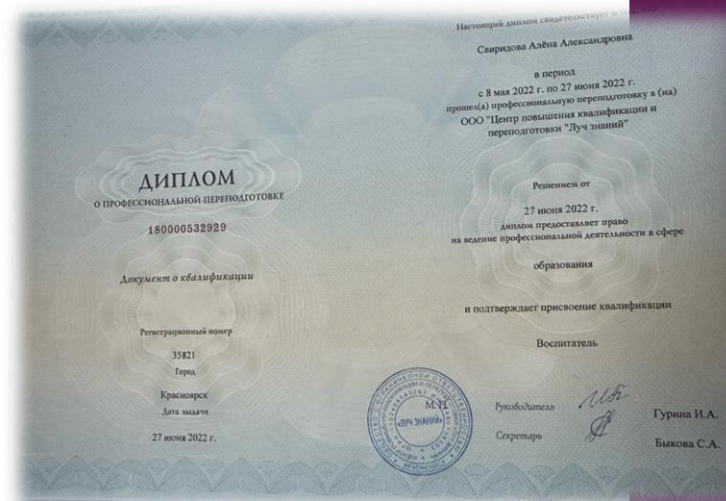 ДИПЛОМ
О ПРОФЕССИОНАЛЬНОЙ ПЕРЕПОДГОТОВКЕ
180000532929
Документ о квалификации
Регистрационный номер
35821
Город
Красноярск
Дата выдачи
27 июня 2022 г.
Настоящий диплом свидетельствует о
Свиридова Алёна Александровна
в период
с 8 мая 2022 г. по 27 июня 2022 г.
прошел(а) профессиональную переподготовку в (на)
ООО "Центр повышения квалификации и
переподготовки "Луч знаний"
Решением от
27 июня 2022 г.
диплом предоставляет право
на ведение профессиональной деятельности в сфере
образования
и подтверждает присвоение квалификации
Воспитатель
М.П.
«ЛУЧ ЗНАНИЙ»
Руководитель Гурина И.А.
Секретарь Быкова С.А.